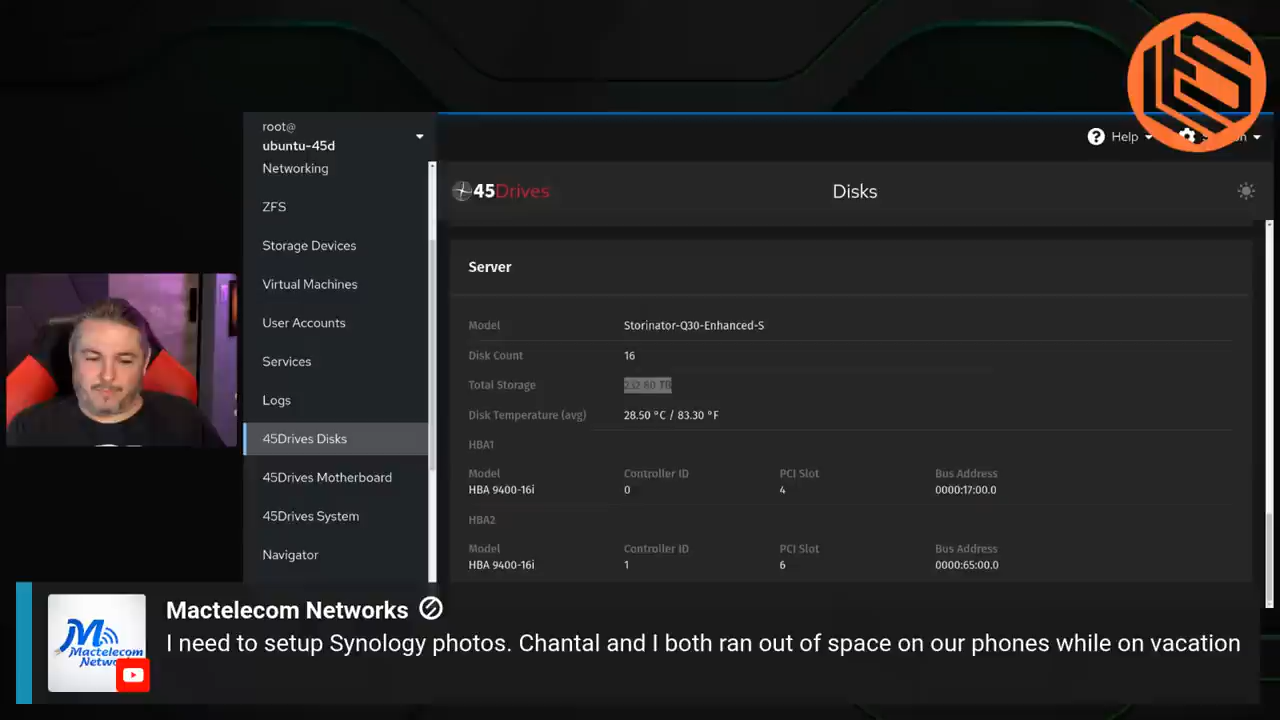 root@
ubuntu-45d
Networking
ZFS
Storage Devices
Virtual Machines
User Accounts
Services
Logs
45Drives Disks
45Drives Motherboard
45Drives System
Navigator
Help
45Drives
Disks
Server
Model Storinator-Q30-Enhanced-S
Disk Count 16
Total Storage 232.80 TB
Disk Temperature (avg) 28.50 °C / 83.30 °F
HBA1
Model Controller ID PCI Slot Bus Address
HBA 9400-16i 0 4 0000:17:00.0
HBA2
Model Controller ID PCI Slot Bus Address
HBA 9400-16i 1 6 0000:65:00.0
Mactelecom Networks
I need to setup Synology photos. Chantal and I both ran out of space on our phones while on vacation
Mactelecom